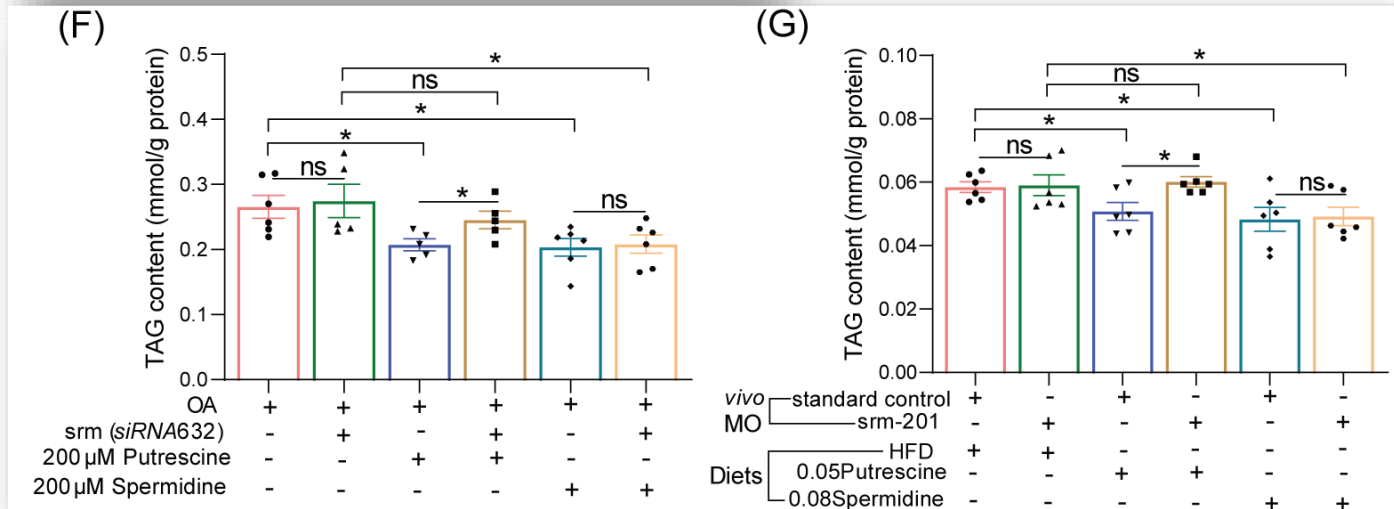 (F)
TAG content (mmol/g protein)
0.5
0.4
0.3
0.2
0.1
0.0
*
ns
*
*
ns
*
ns
OA + + + + + +
srm (siRNA632) - + - + - +
200 μM Putrescine - - + + - -
200 μM Spermidine - - - - + +
(G)
TAG content (mmol/g protein)
0.10
0.08
0.06
0.04
0.02
0.00
*
ns
*
*
ns
*
ns
vivo MO
standard control + - + - + -
srm-201 - + - + - +
Diets
HFD + + - - - -
0.05Putrescine - - + + - -
0.08Spermidine - - - - + +